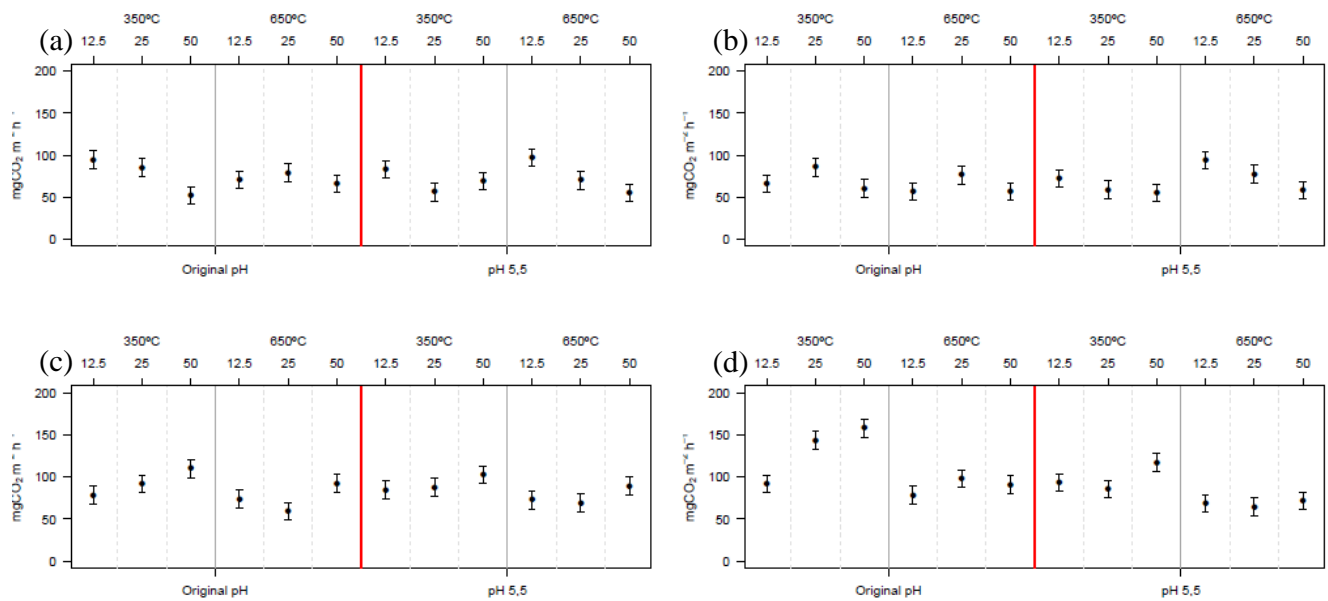 350ºC 650ºC 350ºC 650ºC
(a) 12.5 25 50 12.5 25 50 12.5 25 50 12.5 25 50
200
150
100
50
0
mgCO₂ m⁻² h⁻¹
Original pH pH 5,5
350ºC 650ºC 350ºC 650ºC
(b) 12.5 25 50 12.5 25 50 12.5 25 50 12.5 25 50
200
150
100
50
0
mgCO₂ m⁻² h⁻¹
Original pH pH 5,5
350ºC 650ºC 350ºC 650ºC
(c) 12.5 25 50 12.5 25 50 12.5 25 50 12.5 25 50
200
150
100
50
0
mgCO₂ m⁻² h⁻¹
Original pH pH 5,5
350ºC 650ºC 350ºC 650ºC
(d) 12.5 25 50 12.5 25 50 12.5 25 50 12.5 25 50
200
150
100
50
0
mgCO₂ m⁻² h⁻¹
Original pH pH 5,5